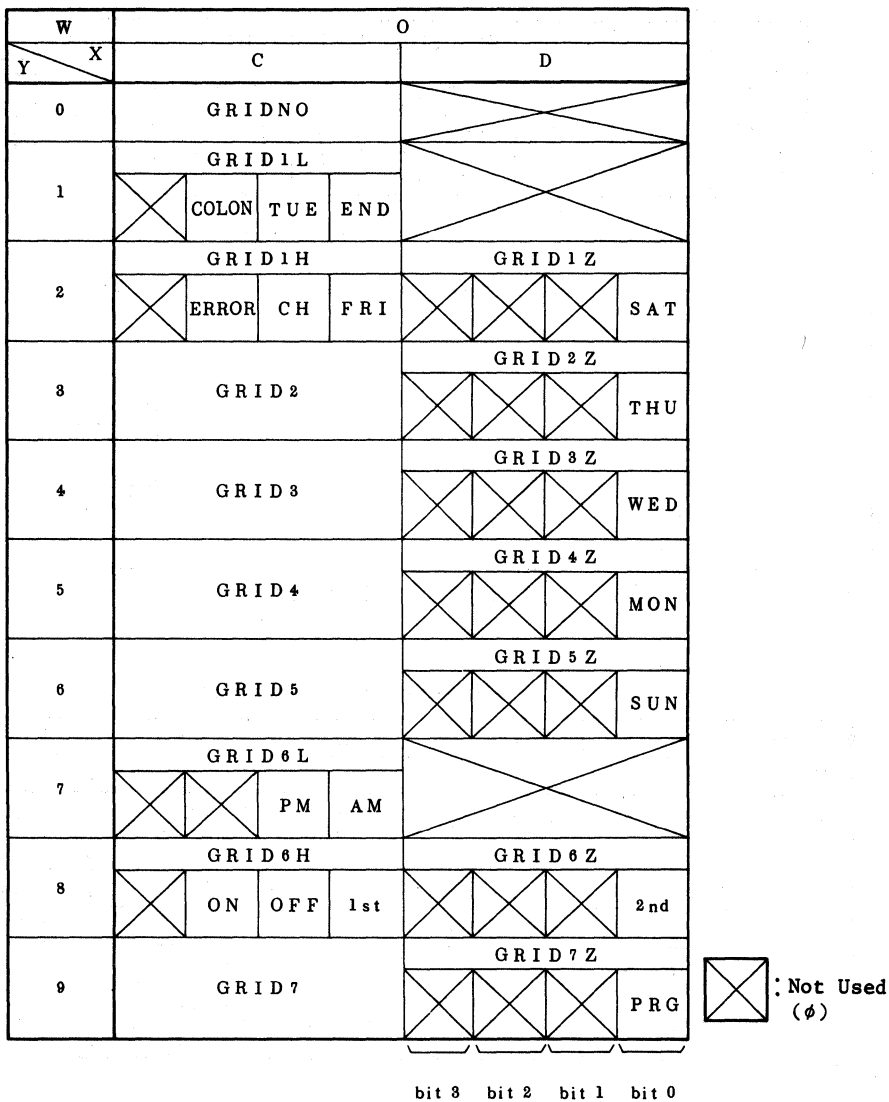 W O
Y X C D
0 GRIDNO
GRID1L
1 COLON TUE END
GRID1H GRID1Z
2 ERROR CH FRI SAT
GRID2Z
3 GRID2 THU
GRID3Z
4 GRID3 WED
GRID4Z
5 GRID4 MON
GRID5Z
6 GRID5 SUN
GRID6L
7 PM AM
GRID6H GRID6Z
8 ON OFF 1st 2nd
GRID7Z
9 GRID7 PRG
: Not Used
(ø)
bit 3 bit 2 bit 1 bit 0